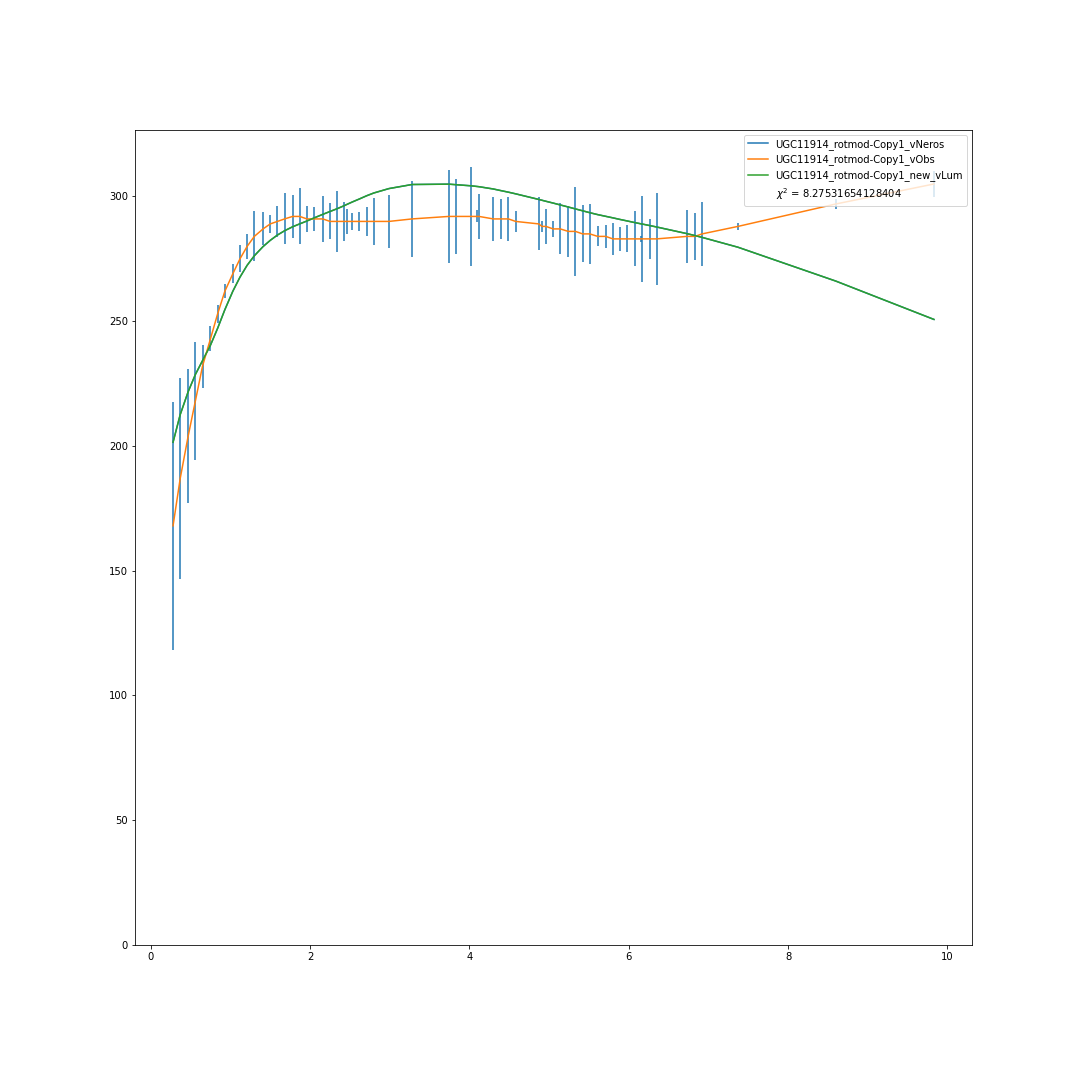 UGC11914_rotmod-Copy1_vNeros
UGC11914_rotmod-Copy1_vObs
UGC11914_rotmod-Copy1_new_vLum
χ² = 8.27531654128404
300
250
200
150
100
50
0
0 2 4 6 8 10